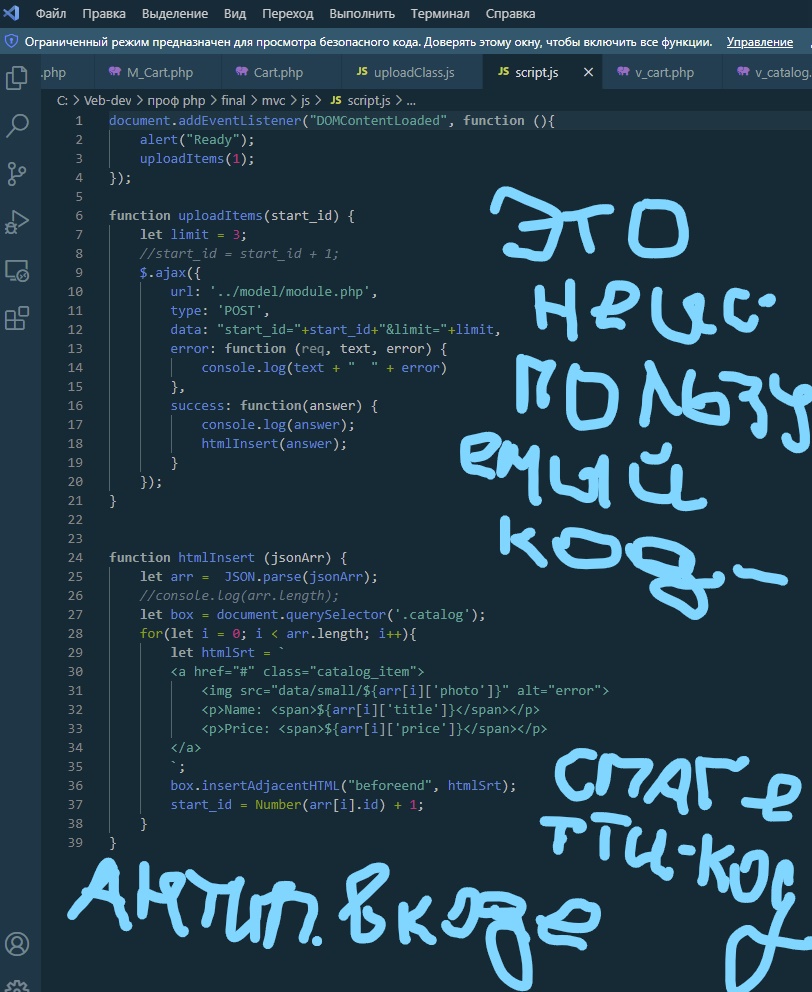 Файл Правка Выделение Вид Переход Выполнить Терминал Справка
Ограниченный режим предназначен для просмотра безопасного кода. Доверять этому окну, чтобы включить все функции. Управление
.php M_Cart.php Cart.php JS uploadClass.js JS script.js × v_cart.php v_catalog.
C: > Veb-dev > проф php > final > mvc > js > JS script.js > ...
1 document.addEventListener("DOMContentLoaded", function (){
2 alert("Ready");
3 uploadItems(1);
4 });
5
6 function uploadItems(start_id) {
7 let limit = 3;
8 //start_id = start_id + 1;
9 $.ajax({
10 url: '../model/module.php',
11 type: 'POST',
12 data: "start_id="+start_id+"&limit="+limit,
13 error: function (req, text, error) {
14 console.log(text + "  " + error)
15 },
16 success: function(answer) {
17 console.log(answer);
18 htmlInsert(answer);
19 }
20 });
21 }
22
23
24 function htmlInsert (jsonArr) {
25 let arr =  JSON.parse(jsonArr);
26 //console.log(arr.length);
27 let box = document.querySelector('.catalog');
28 for(let i = 0; i < arr.length; i++){
29 let htmlSrt = `
30 <a href="#" class="catalog_item">
31 <img src="data/small/${arr[i]['photo']}" alt="error">
32 <p>Name: <span>${arr[i]['title']}</span></p>
33 <p>Price: <span>${arr[i]['price']}</span></p>
34 </a>
35 `;
36 box.insertAdjacentHTML("beforeend", htmlSrt);
37 start_id = Number(arr[i].id) + 1;
38 }
39 }
это
неис-
пользу
емый
код -
спаг-е
тти-код
Антип. в коде